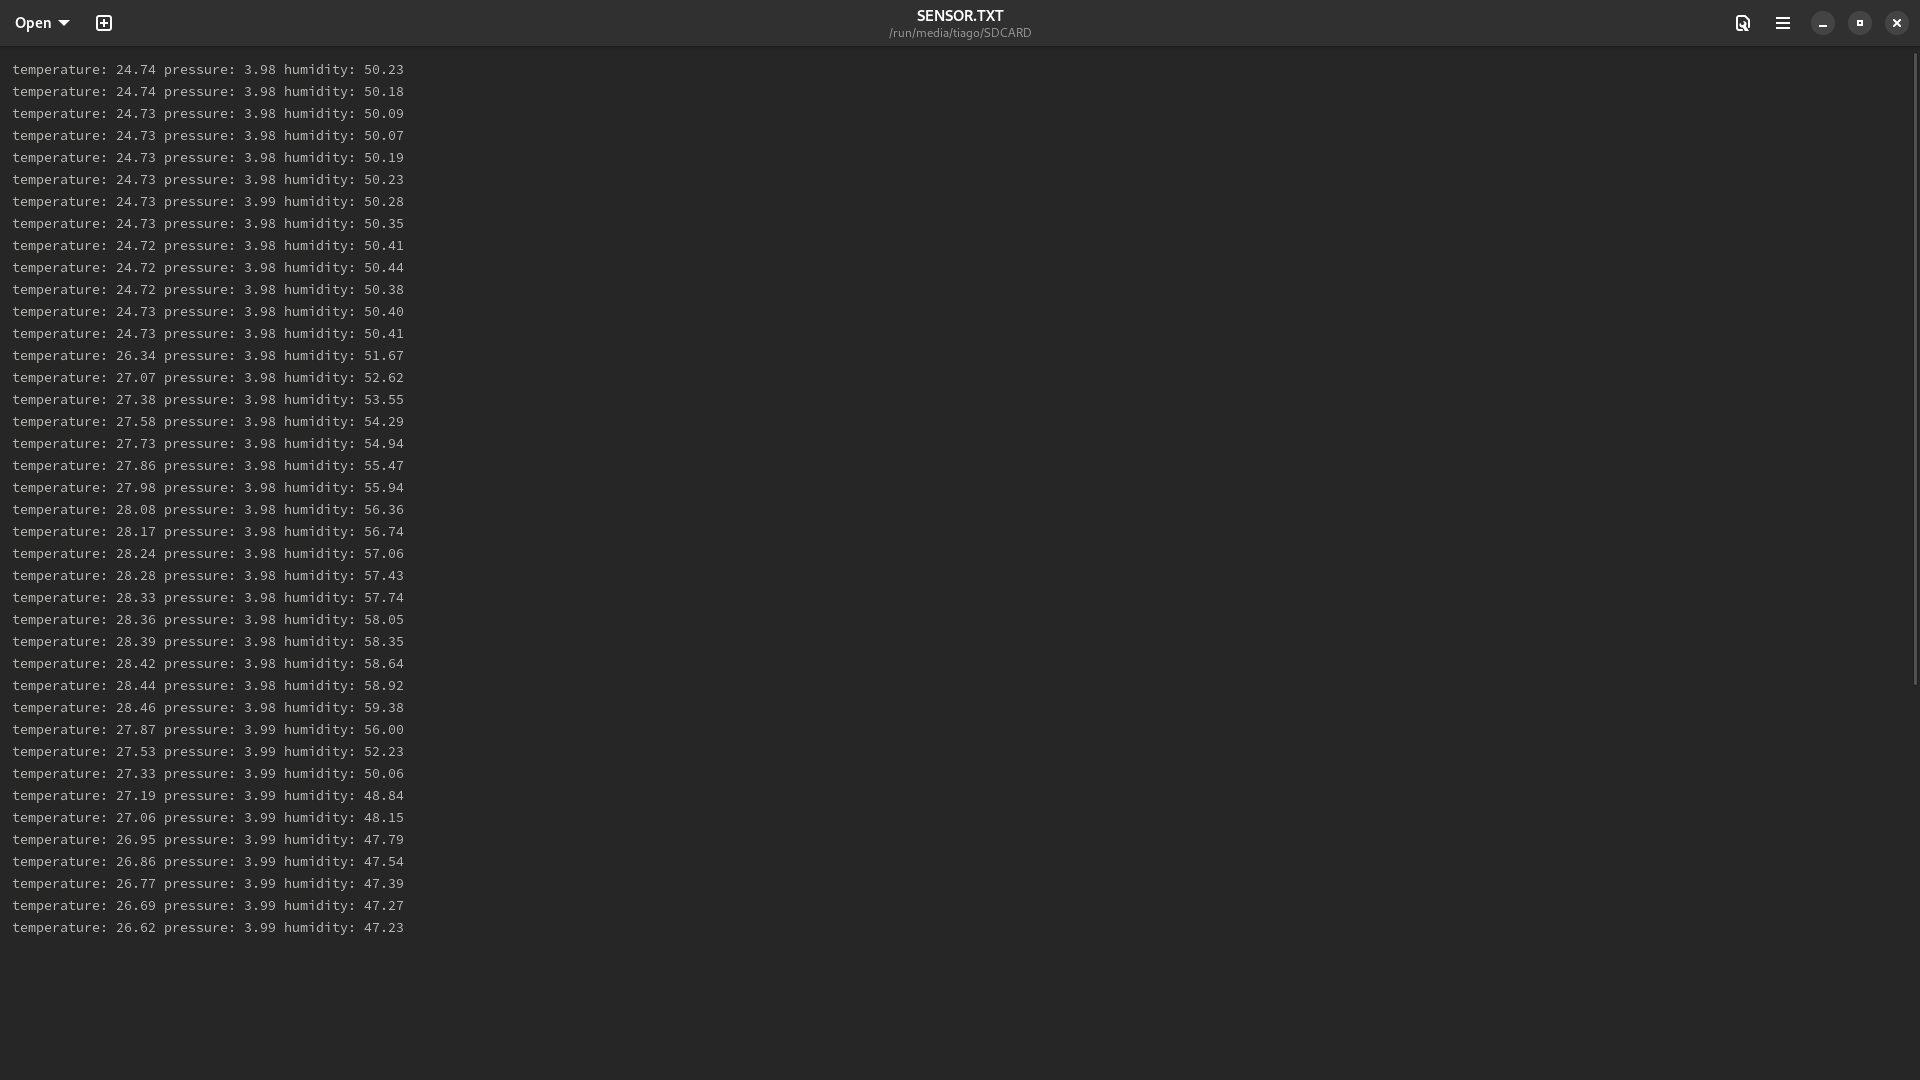 Open
SENSOR.TXT
/run/media/tiago/SDCARD
temperature: 24.74 pressure: 3.98 humidity: 50.23
temperature: 24.74 pressure: 3.98 humidity: 50.18
temperature: 24.73 pressure: 3.98 humidity: 50.09
temperature: 24.73 pressure: 3.98 humidity: 50.07
temperature: 24.73 pressure: 3.98 humidity: 50.19
temperature: 24.73 pressure: 3.98 humidity: 50.23
temperature: 24.73 pressure: 3.99 humidity: 50.28
temperature: 24.73 pressure: 3.98 humidity: 50.35
temperature: 24.72 pressure: 3.98 humidity: 50.41
temperature: 24.72 pressure: 3.98 humidity: 50.44
temperature: 24.72 pressure: 3.98 humidity: 50.38
temperature: 24.73 pressure: 3.98 humidity: 50.40
temperature: 24.73 pressure: 3.98 humidity: 50.41
temperature: 26.34 pressure: 3.98 humidity: 51.67
temperature: 27.07 pressure: 3.98 humidity: 52.62
temperature: 27.38 pressure: 3.98 humidity: 53.55
temperature: 27.58 pressure: 3.98 humidity: 54.29
temperature: 27.73 pressure: 3.98 humidity: 54.94
temperature: 27.86 pressure: 3.98 humidity: 55.47
temperature: 27.98 pressure: 3.98 humidity: 55.94
temperature: 28.08 pressure: 3.98 humidity: 56.36
temperature: 28.17 pressure: 3.98 humidity: 56.74
temperature: 28.24 pressure: 3.98 humidity: 57.06
temperature: 28.28 pressure: 3.98 humidity: 57.43
temperature: 28.33 pressure: 3.98 humidity: 57.74
temperature: 28.36 pressure: 3.98 humidity: 58.05
temperature: 28.39 pressure: 3.98 humidity: 58.35
temperature: 28.42 pressure: 3.98 humidity: 58.64
temperature: 28.44 pressure: 3.98 humidity: 58.92
temperature: 28.46 pressure: 3.98 humidity: 59.38
temperature: 27.87 pressure: 3.99 humidity: 56.00
temperature: 27.53 pressure: 3.99 humidity: 52.23
temperature: 27.33 pressure: 3.99 humidity: 50.06
temperature: 27.19 pressure: 3.99 humidity: 48.84
temperature: 27.06 pressure: 3.99 humidity: 48.15
temperature: 26.95 pressure: 3.99 humidity: 47.79
temperature: 26.86 pressure: 3.99 humidity: 47.54
temperature: 26.77 pressure: 3.99 humidity: 47.39
temperature: 26.69 pressure: 3.99 humidity: 47.27
temperature: 26.62 pressure: 3.99 humidity: 47.23